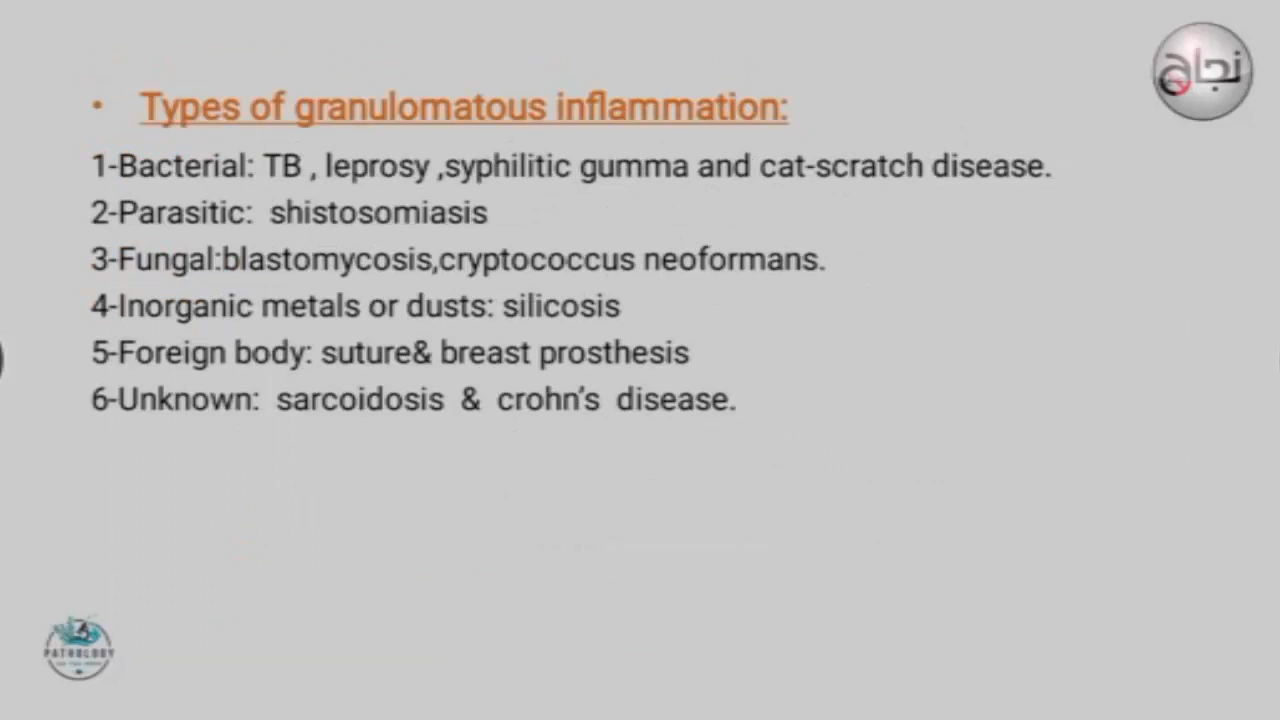 نجاح
• Types of granulomatous inflammation:
1-Bacterial: TB , leprosy ,syphilitic gumma and cat-scratch disease.
2-Parasitic: shistosomiasis
3-Fungal:blastomycosis,cryptococcus neoformans.
4-Inorganic metals or dusts: silicosis
5-Foreign body: suture& breast prosthesis
6-Unknown: sarcoidosis & crohn's disease.
PATHOLOGY